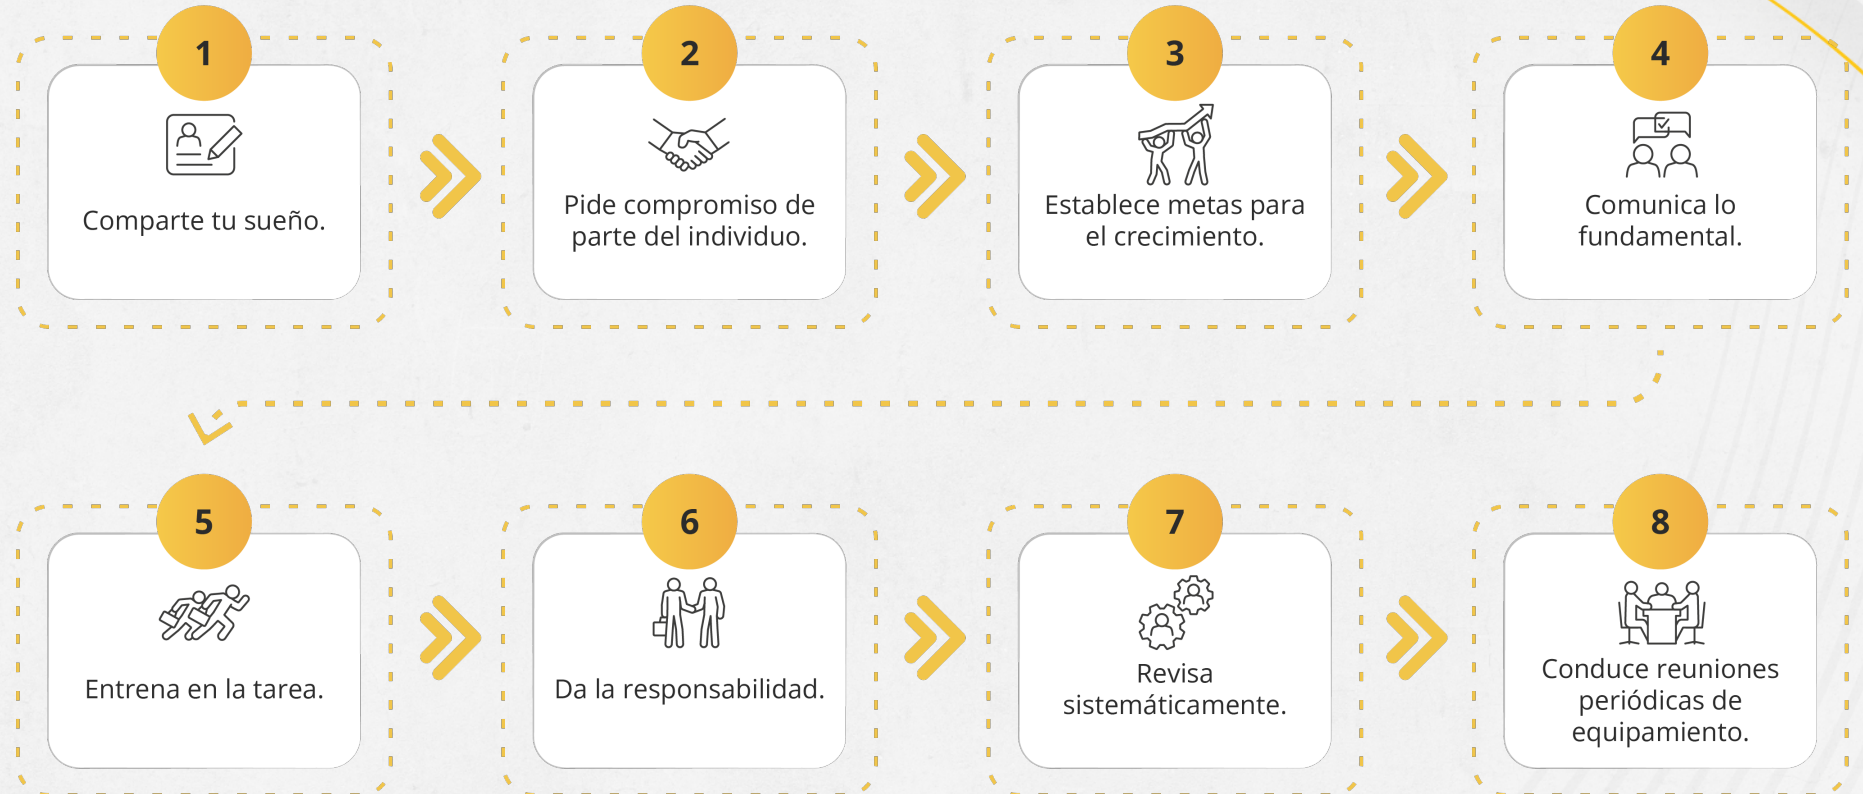 1
Comparte tu sueño.
2
Pide compromiso de
parte del individuo.
3
Establece metas para
el crecimiento.
4
Comunica lo
fundamental.
5
Entrena en la tarea.
6
Da la responsabilidad.
7
Revisa
sistemáticamente.
8
Conduce reuniones
periódicas de
equipamiento.